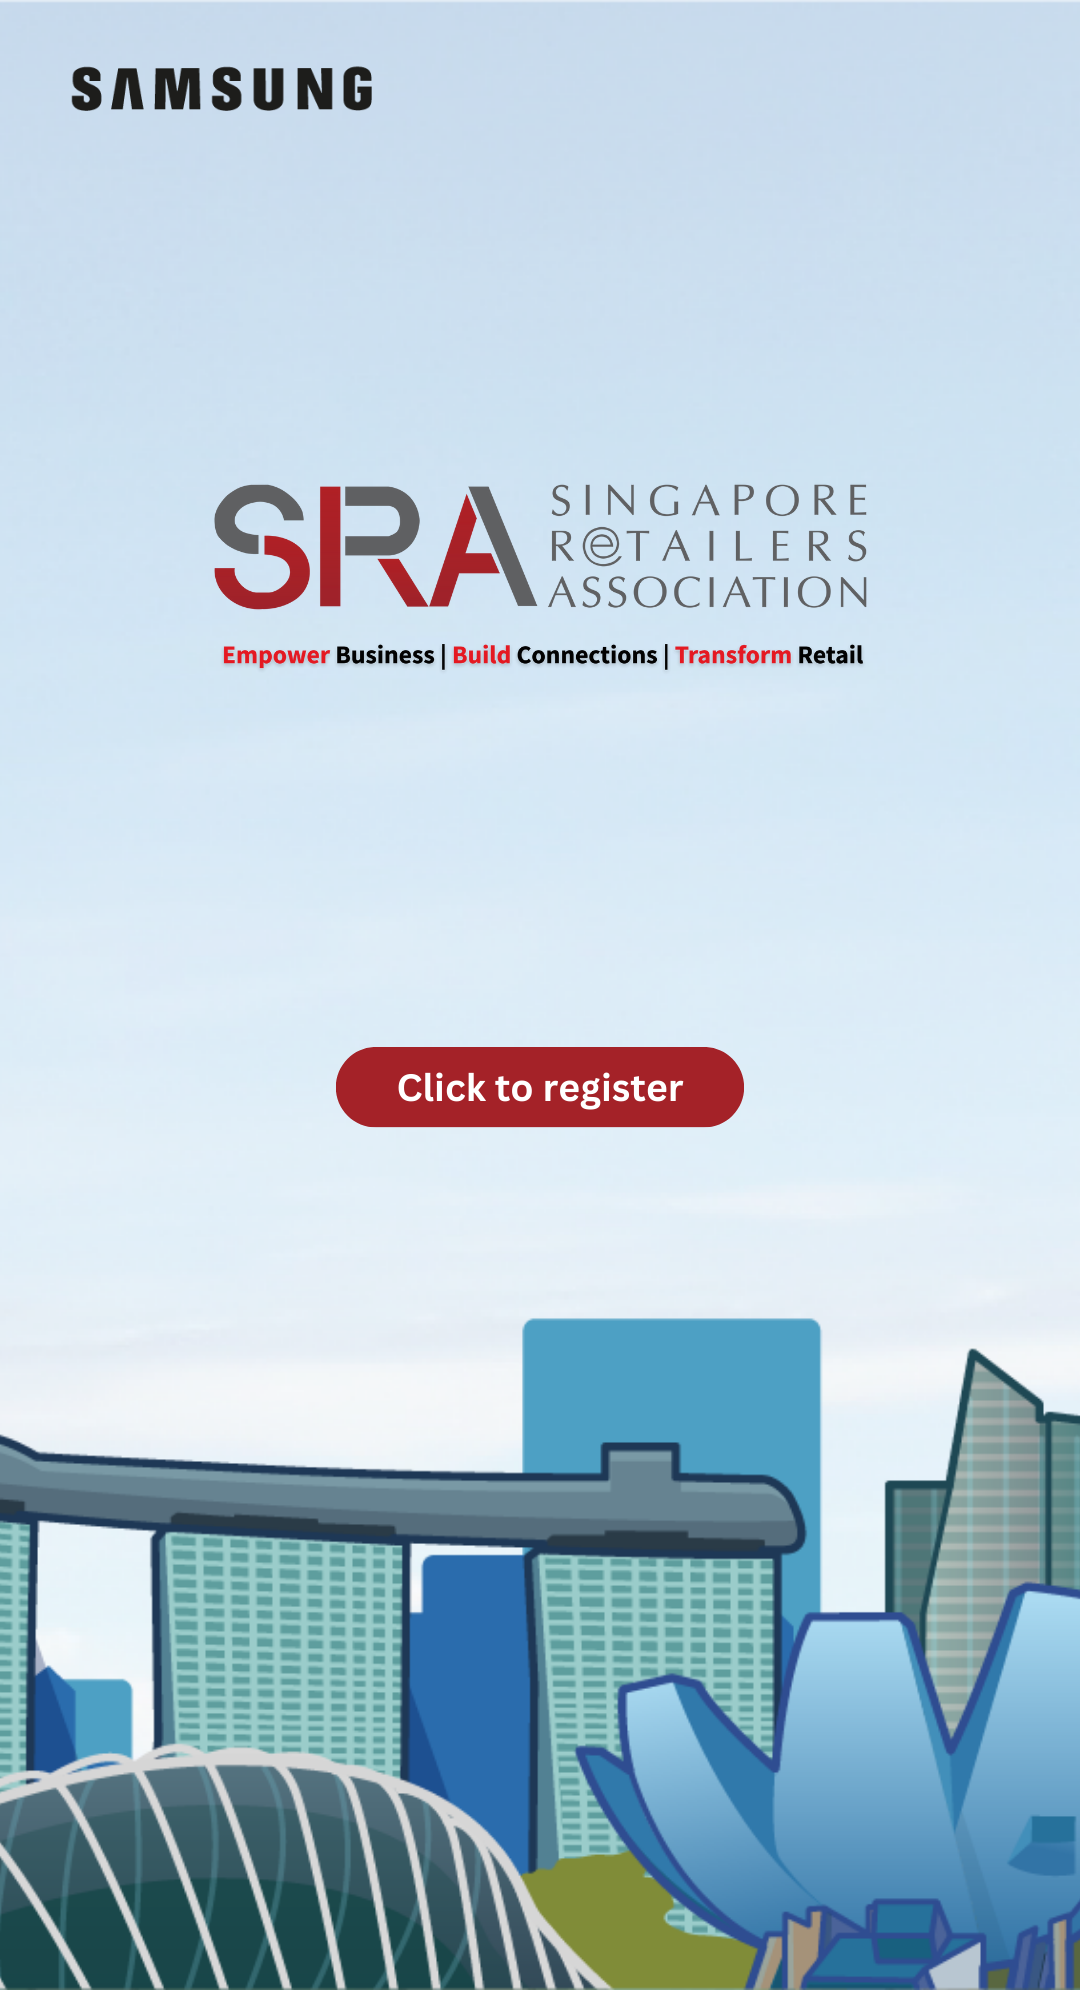 SAMSUNG
SRA
SINGAPORE
ReTAILERS
ASSOCIATION
Empower Business | Build Connections | Transform Retail
Click to register